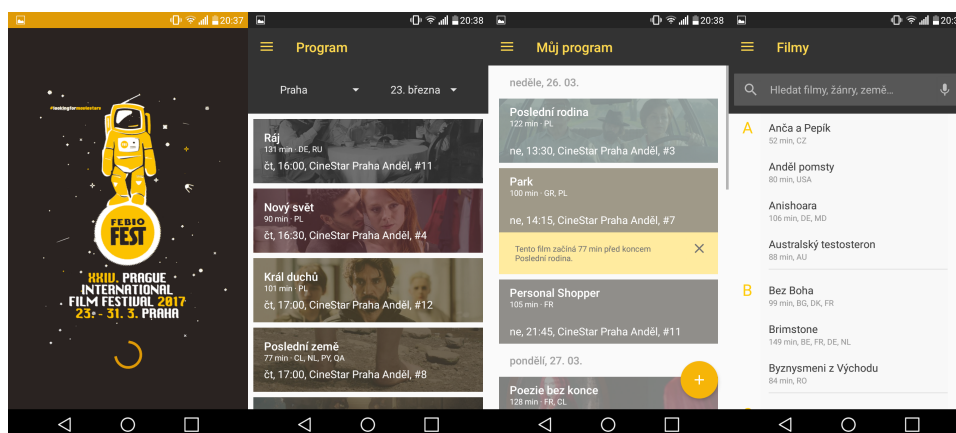 20:37
#lookingformeninstars
FEBIO
FEST
XXIV. PRAGUE
INTERNATIONAL
FILM FESTIVAL 2017
23. - 31. 3. PRAHA
20:38
Program
Praha
23. března
Ráj
131 min · DE, RU
čt, 16:00, CineStar Praha Anděl, #11
Nový svět
90 min · PL
čt, 16:30, CineStar Praha Anděl, #4
Král duchů
101 min · PL
čt, 17:00, CineStar Praha Anděl, #12
Poslední země
77 min · CL, NL, PY, QA
čt, 17:00, CineStar Praha Anděl, #8
20:38
Můj program
neděle, 26. 03.
Poslední rodina
122 min · PL
ne, 13:30, CineStar Praha Anděl, #3
Park
100 min · GR, PL
ne, 14:15, CineStar Praha Anděl, #7
Tento film začíná 77 min před koncem
Poslední rodina.
Personal Shopper
105 min · FR
ne, 21:45, CineStar Praha Anděl, #11
pondělí, 27. 03.
Poezie bez konce
128 min · FR, CL
20:3
Filmy
Hledat filmy, žánry, země...
A
Anča a Pepík
52 min, CZ
Anděl pomsty
80 min, USA
Anishoara
106 min, DE, MD
Australský testosteron
88 min, AU
B
Bez Boha
99 min, BG, DK, FR
Brimstone
149 min, BE, FR, DE, NL
Byznysmeni z Východu
84 min, RO